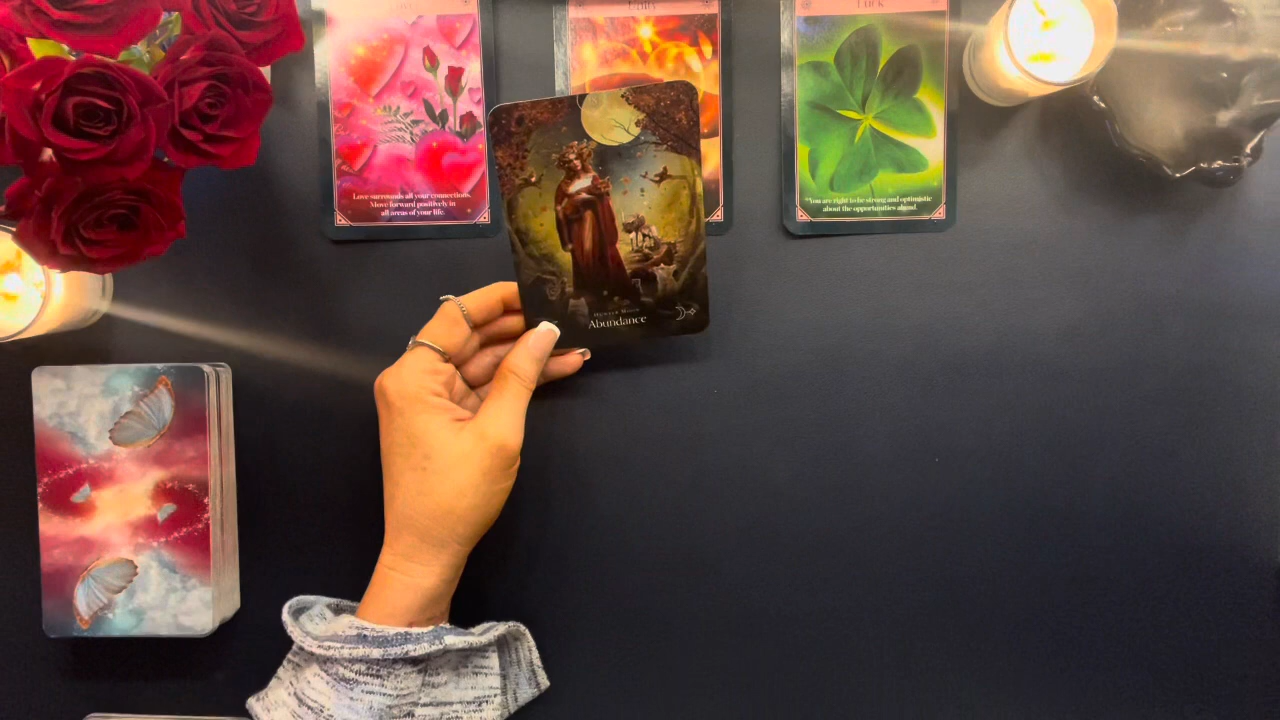 Unity
Luck
Love surrounds all your connections.
Move forward positively in
all areas of your life.
You are right to be strong and optimistic
about the opportunities ahead.
Abundance